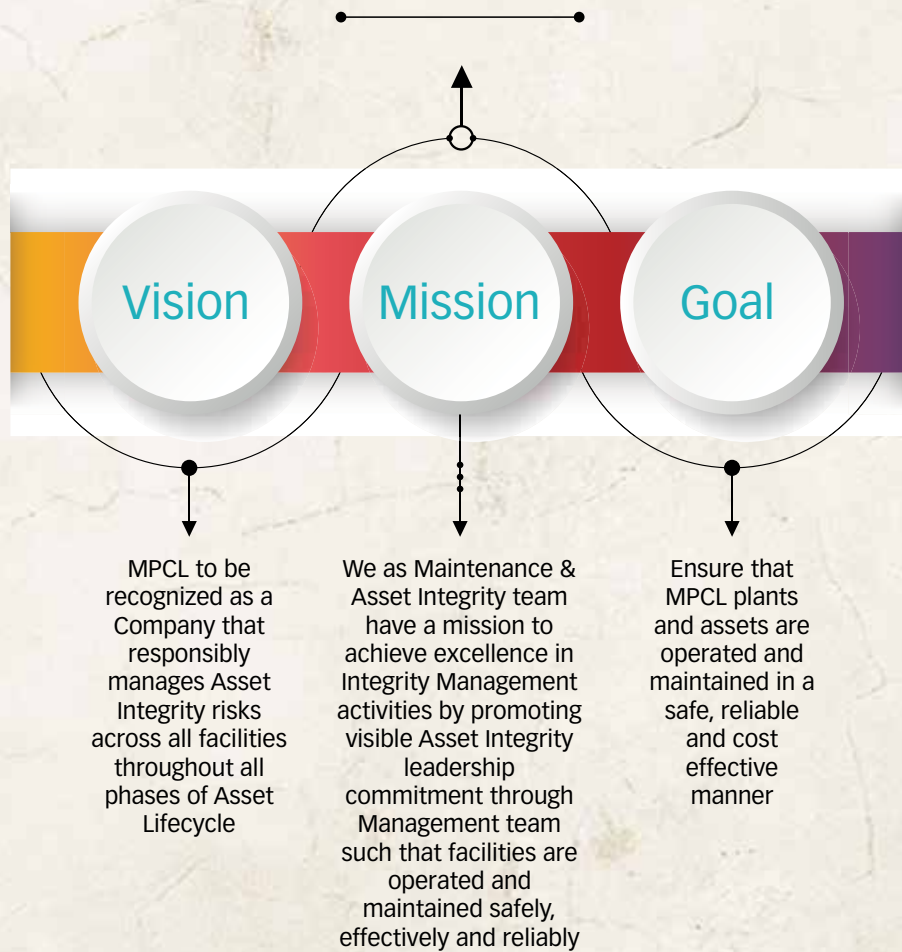 Vision
Mission
Goal
MPCL to be
recognized as a
Company that
responsibly
manages Asset
Integrity risks
across all facilities
throughout all
phases of Asset
Lifecycle
We as Maintenance &
Asset Integrity team
have a mission to
achieve excellence in
Integrity Management
activities by promoting
visible Asset Integrity
leadership
commitment through
Management team
such that facilities are
operated and
maintained safely,
effectively and reliably
Ensure that
MPCL plants
and assets are
operated and
maintained in a
safe, reliable
and cost
effective
manner